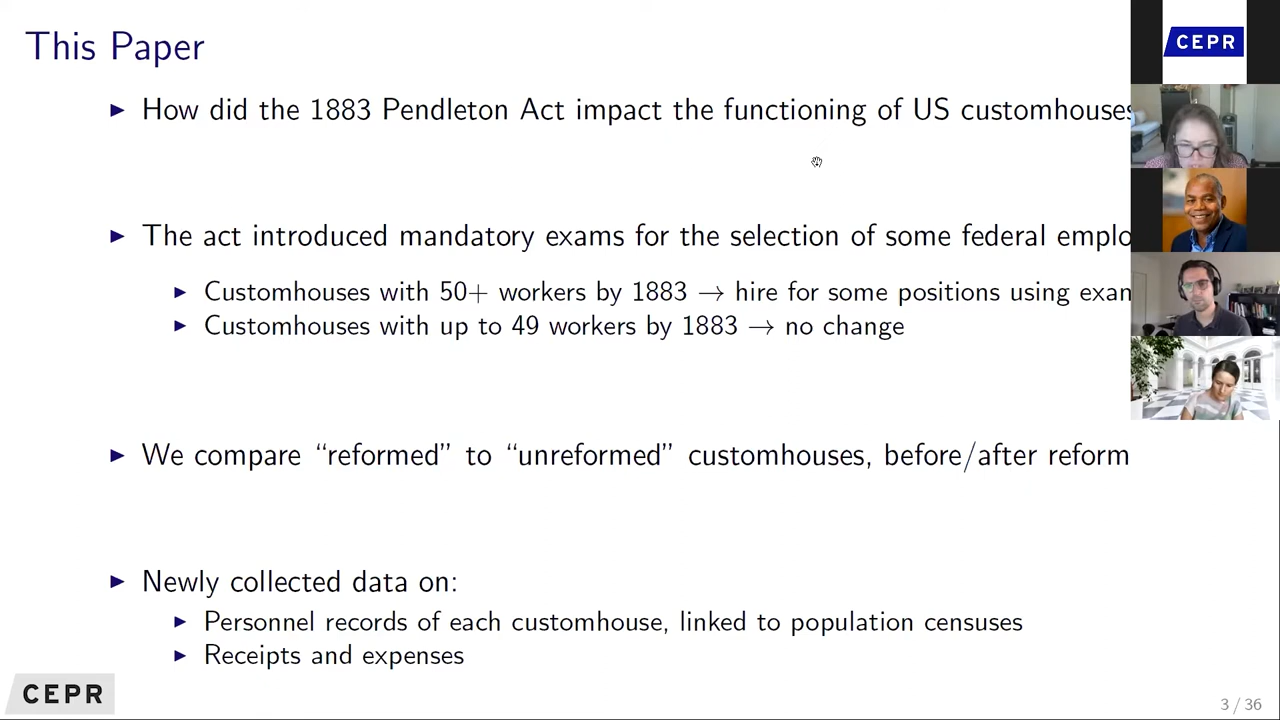 This Paper
CEPR
▶ How did the 1883 Pendleton Act impact the functioning of US customhouses
▶ The act introduced mandatory exams for the selection of some federal emplo
▶ Customhouses with 50+ workers by 1883 → hire for some positions using exam
▶ Customhouses with up to 49 workers by 1883 → no change
▶ We compare “reformed” to “unreformed” customhouses, before/after reform
▶ Newly collected data on:
▶ Personnel records of each customhouse, linked to population censuses
▶ Receipts and expenses
CEPR
3 / 36